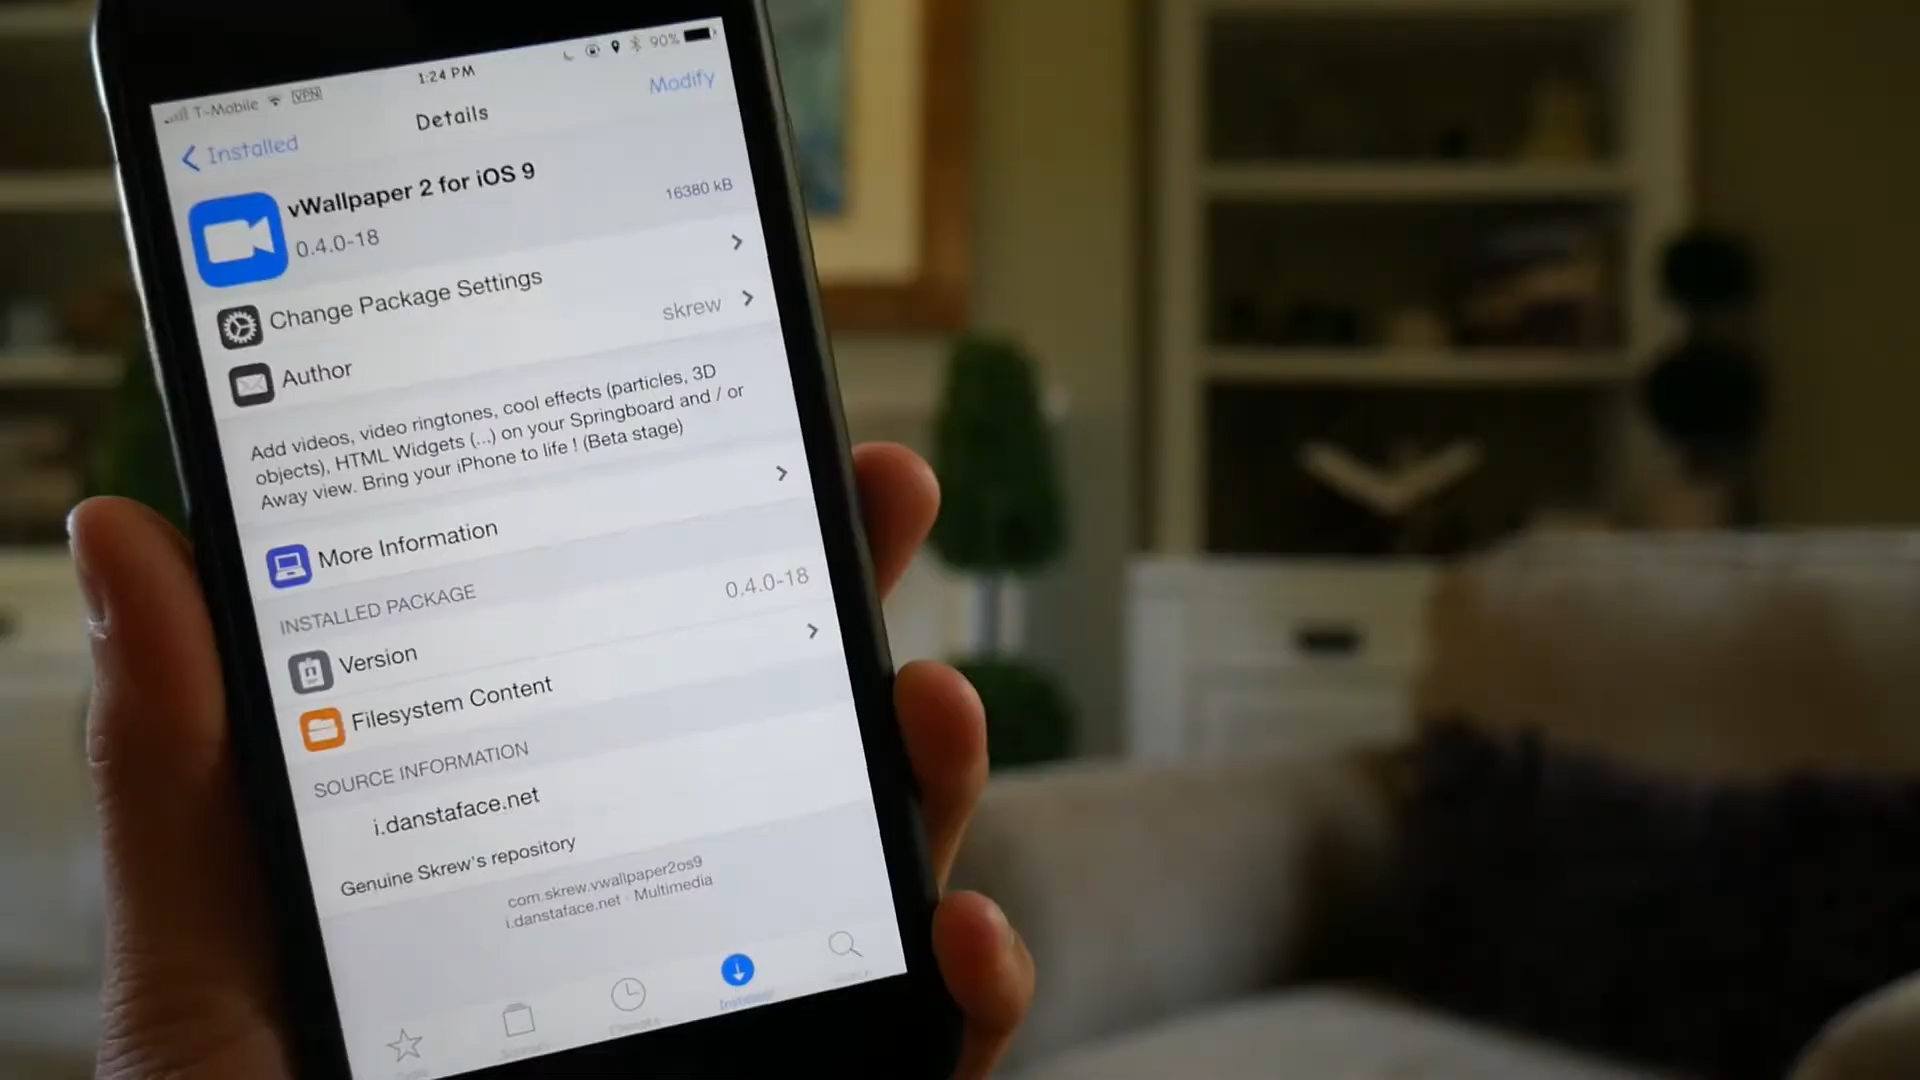 T-Mobile VPN 1:24 PM 90%
Installed Details Modify
vWallpaper 2 for iOS 9
16380 kB
0.4.0-18
Change Package Settings
Author skrew
Add videos, video ringtones, cool effects (particles, 3D
objects), HTML Widgets (...) on your Springboard and / or
Away view. Bring your iPhone to life ! (Beta stage)
More Information
INSTALLED PACKAGE
Version 0.4.0-18
Filesystem Content
SOURCE INFORMATION
i.danstaface.net
Genuine Skrew's repository
com.skrew.vwallpaper2os9
i.danstaface.net · Multimedia
Installed